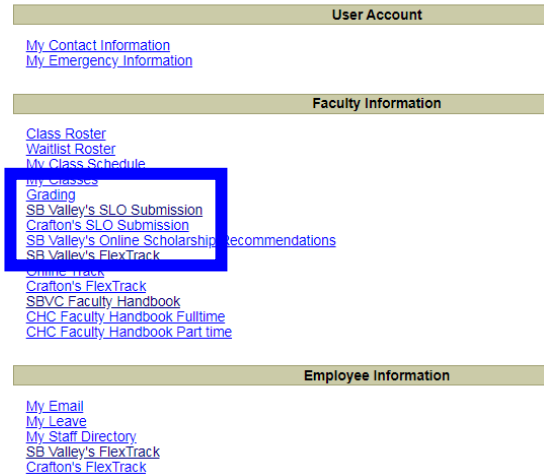 User Account
My Contact Information
My Emergency Information
Faculty Information
Class Roster
Waitlist Roster
My Class Schedule
My Classes
Grading
SB Valley's SLO Submission
Crafton's SLO Submission
SB Valley's Online Scholarship Recommendations
SB Valley's FlexTrack
Online Track
Crafton's FlexTrack
SBVC Faculty Handbook
CHC Faculty Handbook Fulltime
CHC Faculty Handbook Part time
Employee Information
My Email
My Leave
My Staff Directory
SB Valley's FlexTrack
Crafton's FlexTrack